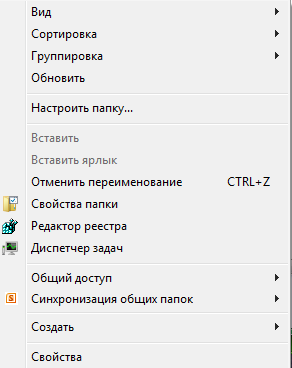 Вид
Сортировка
Группировка
Обновить
Настроить папку...
Вставить
Вставить ярлык
Отменить переименование CTRL+Z
Свойства папки
Редактор реестра
Диспетчер задач
Общий доступ
S Синхронизация общих папок
Создать
Свойства